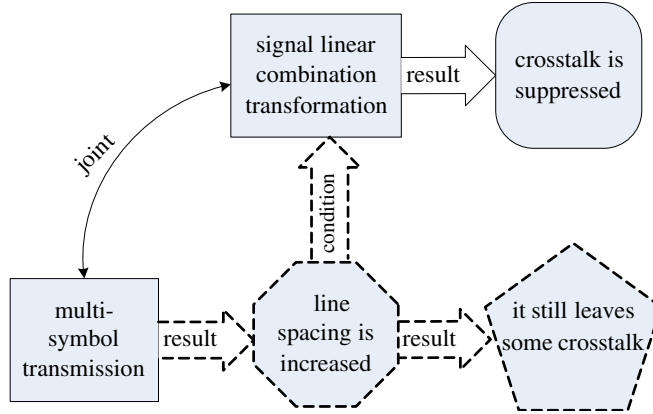 signal linear
combination
transformation
result
crosstalk is
suppressed
joint
condition
multi-
symbol
transmission
result
line
spacing is
increased
result
it still leaves
some crosstalk